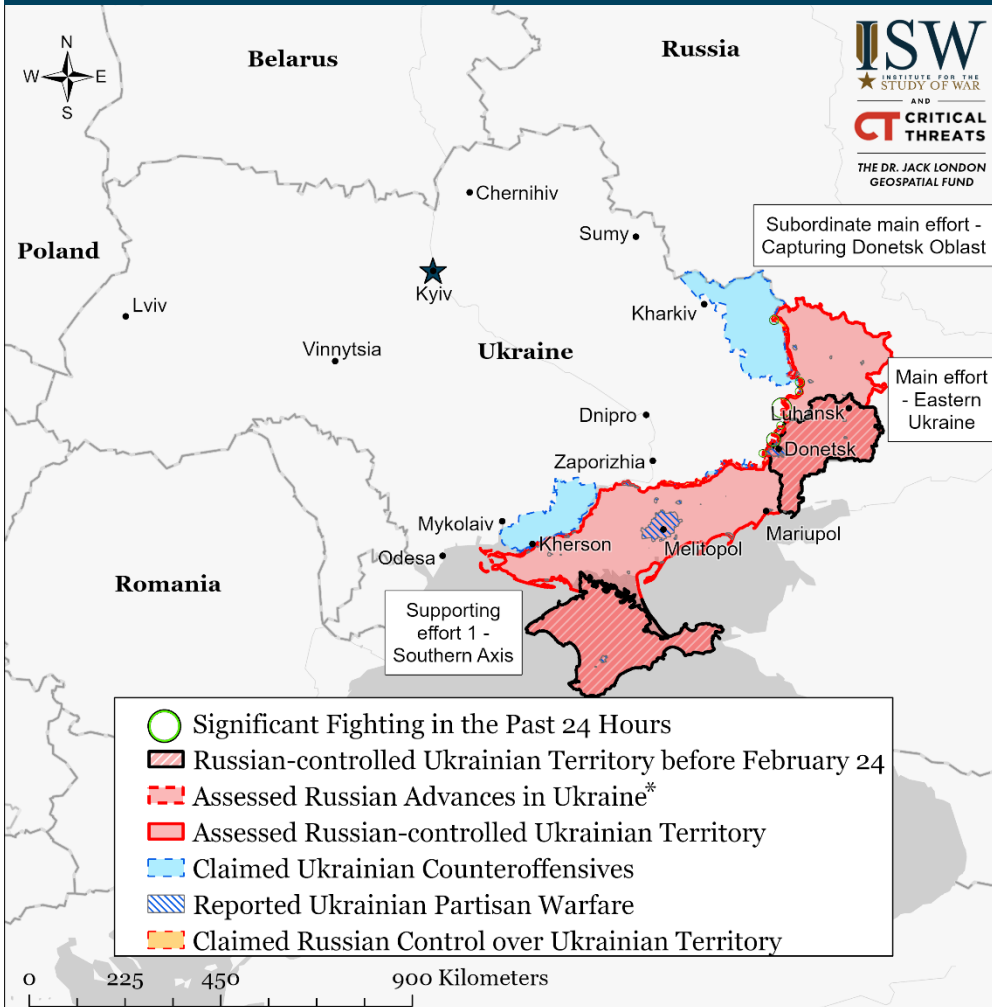 N
W E
S
Belarus
Russia
ISW
INSTITUTE FOR THE
STUDY OF WAR
AND
CT CRITICAL
THREATS
THE DR. JACK LONDON
GEOSPATIAL FUND
Chernihiv
Subordinate main effort -
Capturing Donetsk Oblast
Sumy
Poland
Kyiv
Lviv
Kharkiv
Vinnytsia
Ukraine
Main effort
- Eastern
Ukraine
Dnipro
Luhansk
Donetsk
Zaporizhia
Mykolaiv
Mariupol
Kherson
Melitopol
Odesa
Romania
Supporting
effort 1 -
Southern Axis
Significant Fighting in the Past 24 Hours
Russian-controlled Ukrainian Territory before February 24
Assessed Russian Advances in Ukraine*
Assessed Russian-controlled Ukrainian Territory
Claimed Ukrainian Counteroffensives
Reported Ukrainian Partisan Warfare
Claimed Russian Control over Ukrainian Territory
0 225 450 900 Kilometers